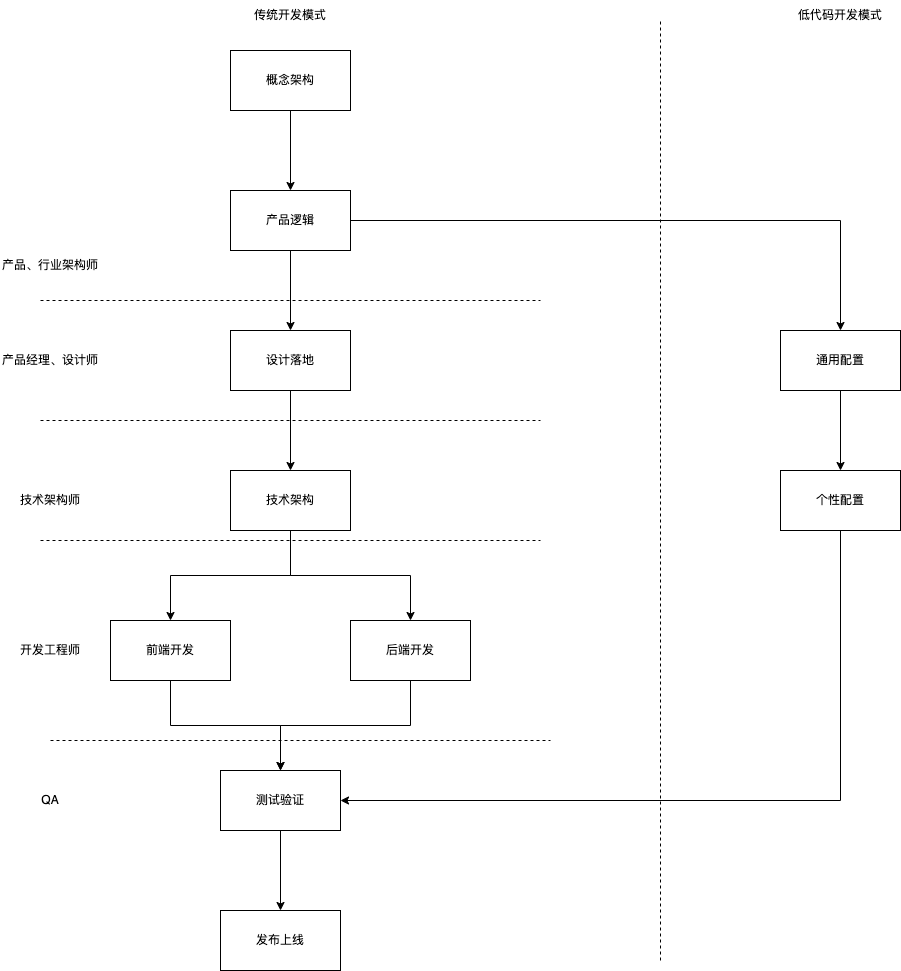 传统开发模式
低代码开发模式
概念架构
产品逻辑
产品、行业架构师
产品经理、设计师
设计落地
通用配置
技术架构师
技术架构
个性配置
开发工程师
前端开发
后端开发
QA
测试验证
发布上线